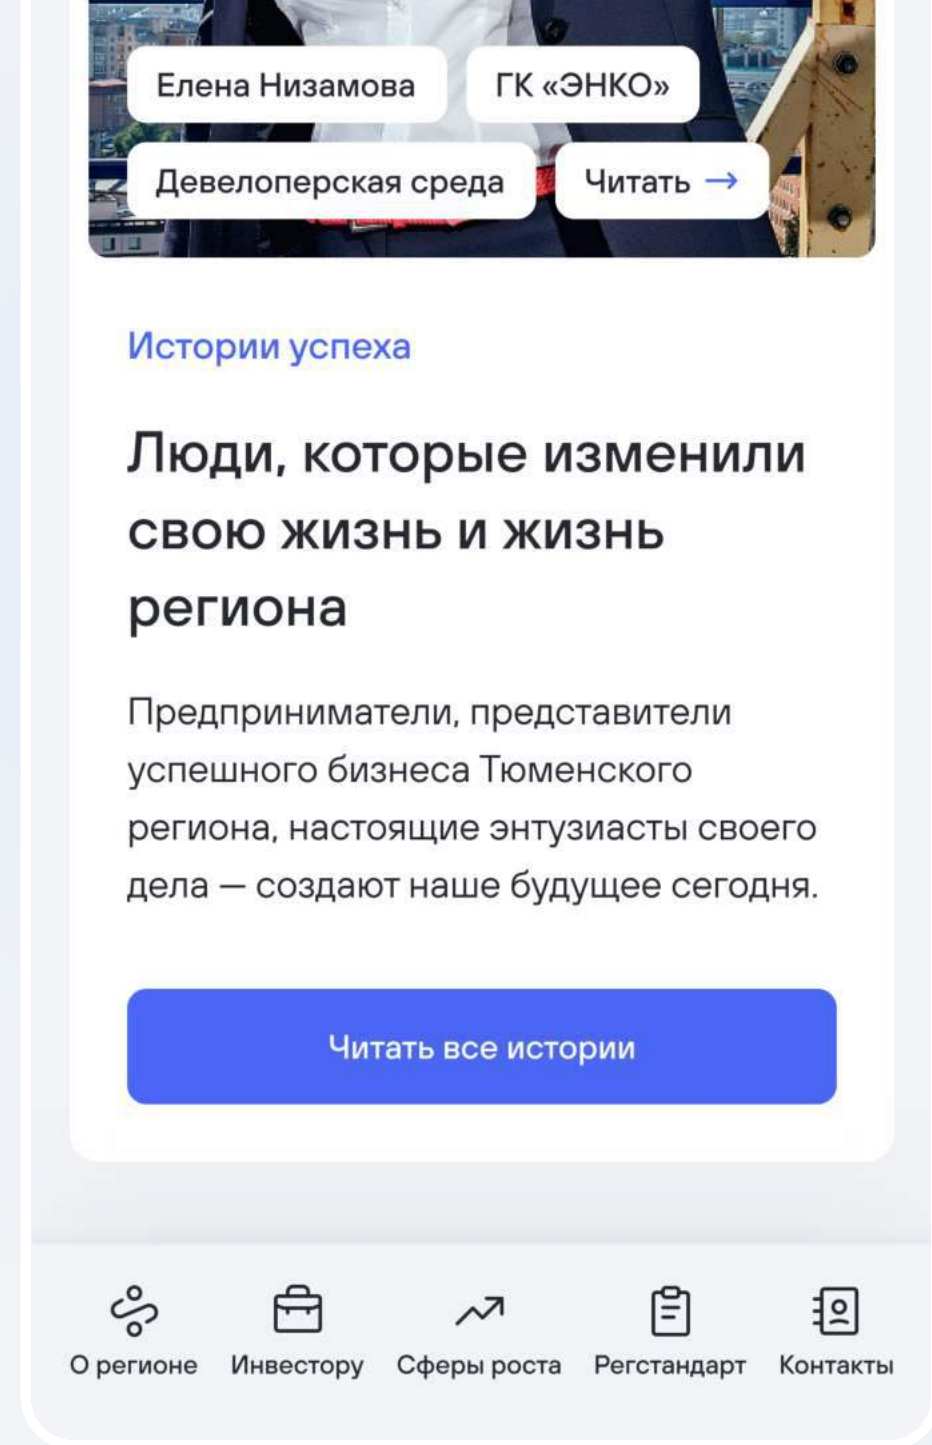 Елена Низамова
ГК «ЭНКО»
Девелоперская среда
Читать →
Истории успеха
Люди, которые изменили
свою жизнь и жизнь
региона
Предприниматели, представители
успешного бизнеса Тюменского
региона, настоящие энтузиасты своего
дела — создают наше будущее сегодня.
Читать все истории
О регионе
Инвестору
Сферы роста
Регстандарт
Контакты